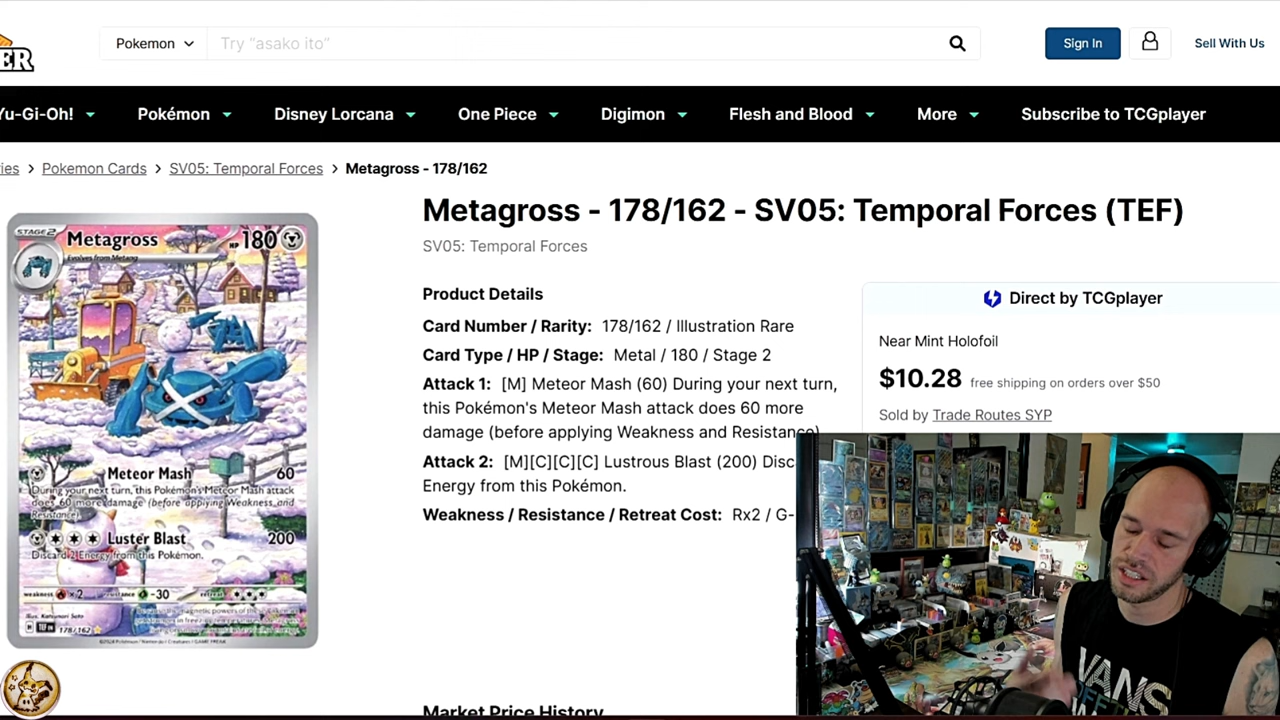 ER
Pokemon
Try "asako ito"
Sign In
Sell With Us
Yu-Gi-Oh!
Pokémon
Disney Lorcana
One Piece
Digimon
Flesh and Blood
More
Subscribe to TCGplayer
ies > Pokemon Cards > SV05: Temporal Forces > Metagross - 178/162
Metagross - 178/162 - SV05: Temporal Forces (TEF)
SV05: Temporal Forces
Product Details
Card Number / Rarity: 178/162 / Illustration Rare
Card Type / HP / Stage: Metal / 180 / Stage 2
Attack 1: [M] Meteor Mash (60) During your next turn,
this Pokémon's Meteor Mash attack does 60 more
damage (before applying Weakness and Resistance)
Attack 2: [M][C][C][C] Lustrous Blast (200) Disc
Energy from this Pokémon.
Weakness / Resistance / Retreat Cost: Rx2 / G-
Market Price History
Direct by TCGplayer
Near Mint Holofoil
$10.28 free shipping on orders over $50
Sold by Trade Routes SYP
STAGE 2
Metagross
HP 180
Evolves from Metang
Meteor Mash 60
During your next turn, this Pokémon's Meteor Mash attack
does 60 more damage (before applying Weakness and
Resistance).
Luster Blast 200
Discard 2 Energy from this Pokémon.
weakness ×2 resistance -30 retreat
178/162
VANS